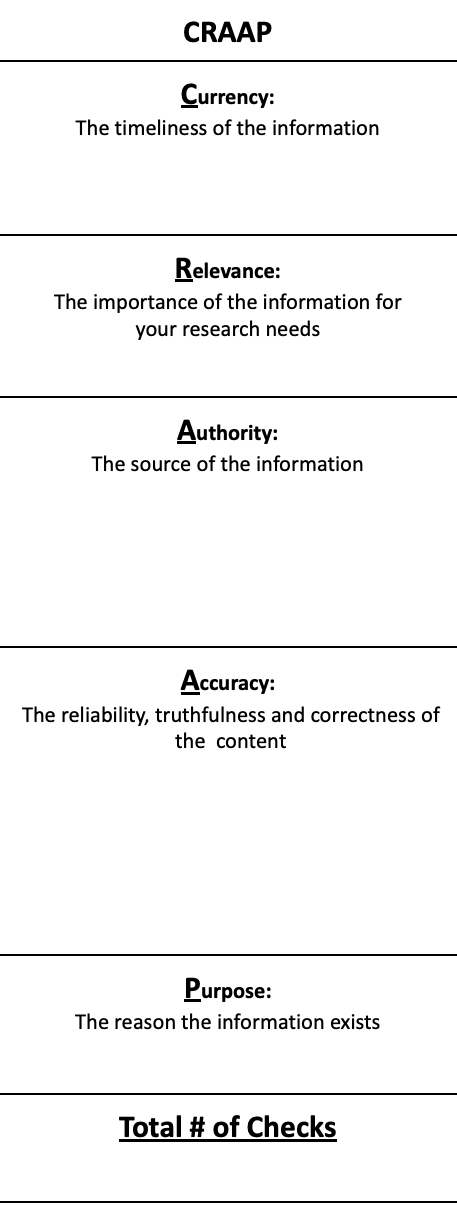 CRAAP
Currency:
The timeliness of the information
Relevance:
The importance of the information for
your research needs
Authority:
The source of the information
Accuracy:
The reliability, truthfulness and correctness of
the content
Purpose:
The reason the information exists
Total # of Checks